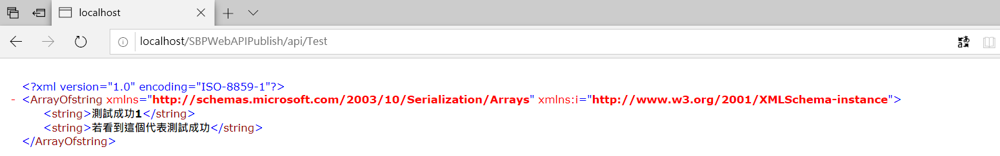 localhost
localhost/SBPWebAPIPublish/api/Test
<?xml version="1.0" encoding="ISO-8859-1"?>
- <ArrayOfstring xmlns="http://schemas.microsoft.com/2003/10/Serialization/Arrays" xmlns:i="http://www.w3.org/2001/XMLSchema-instance">
<string>測試成功1</string>
<string>若看到這個代表測試成功</string>
</ArrayOfstring>